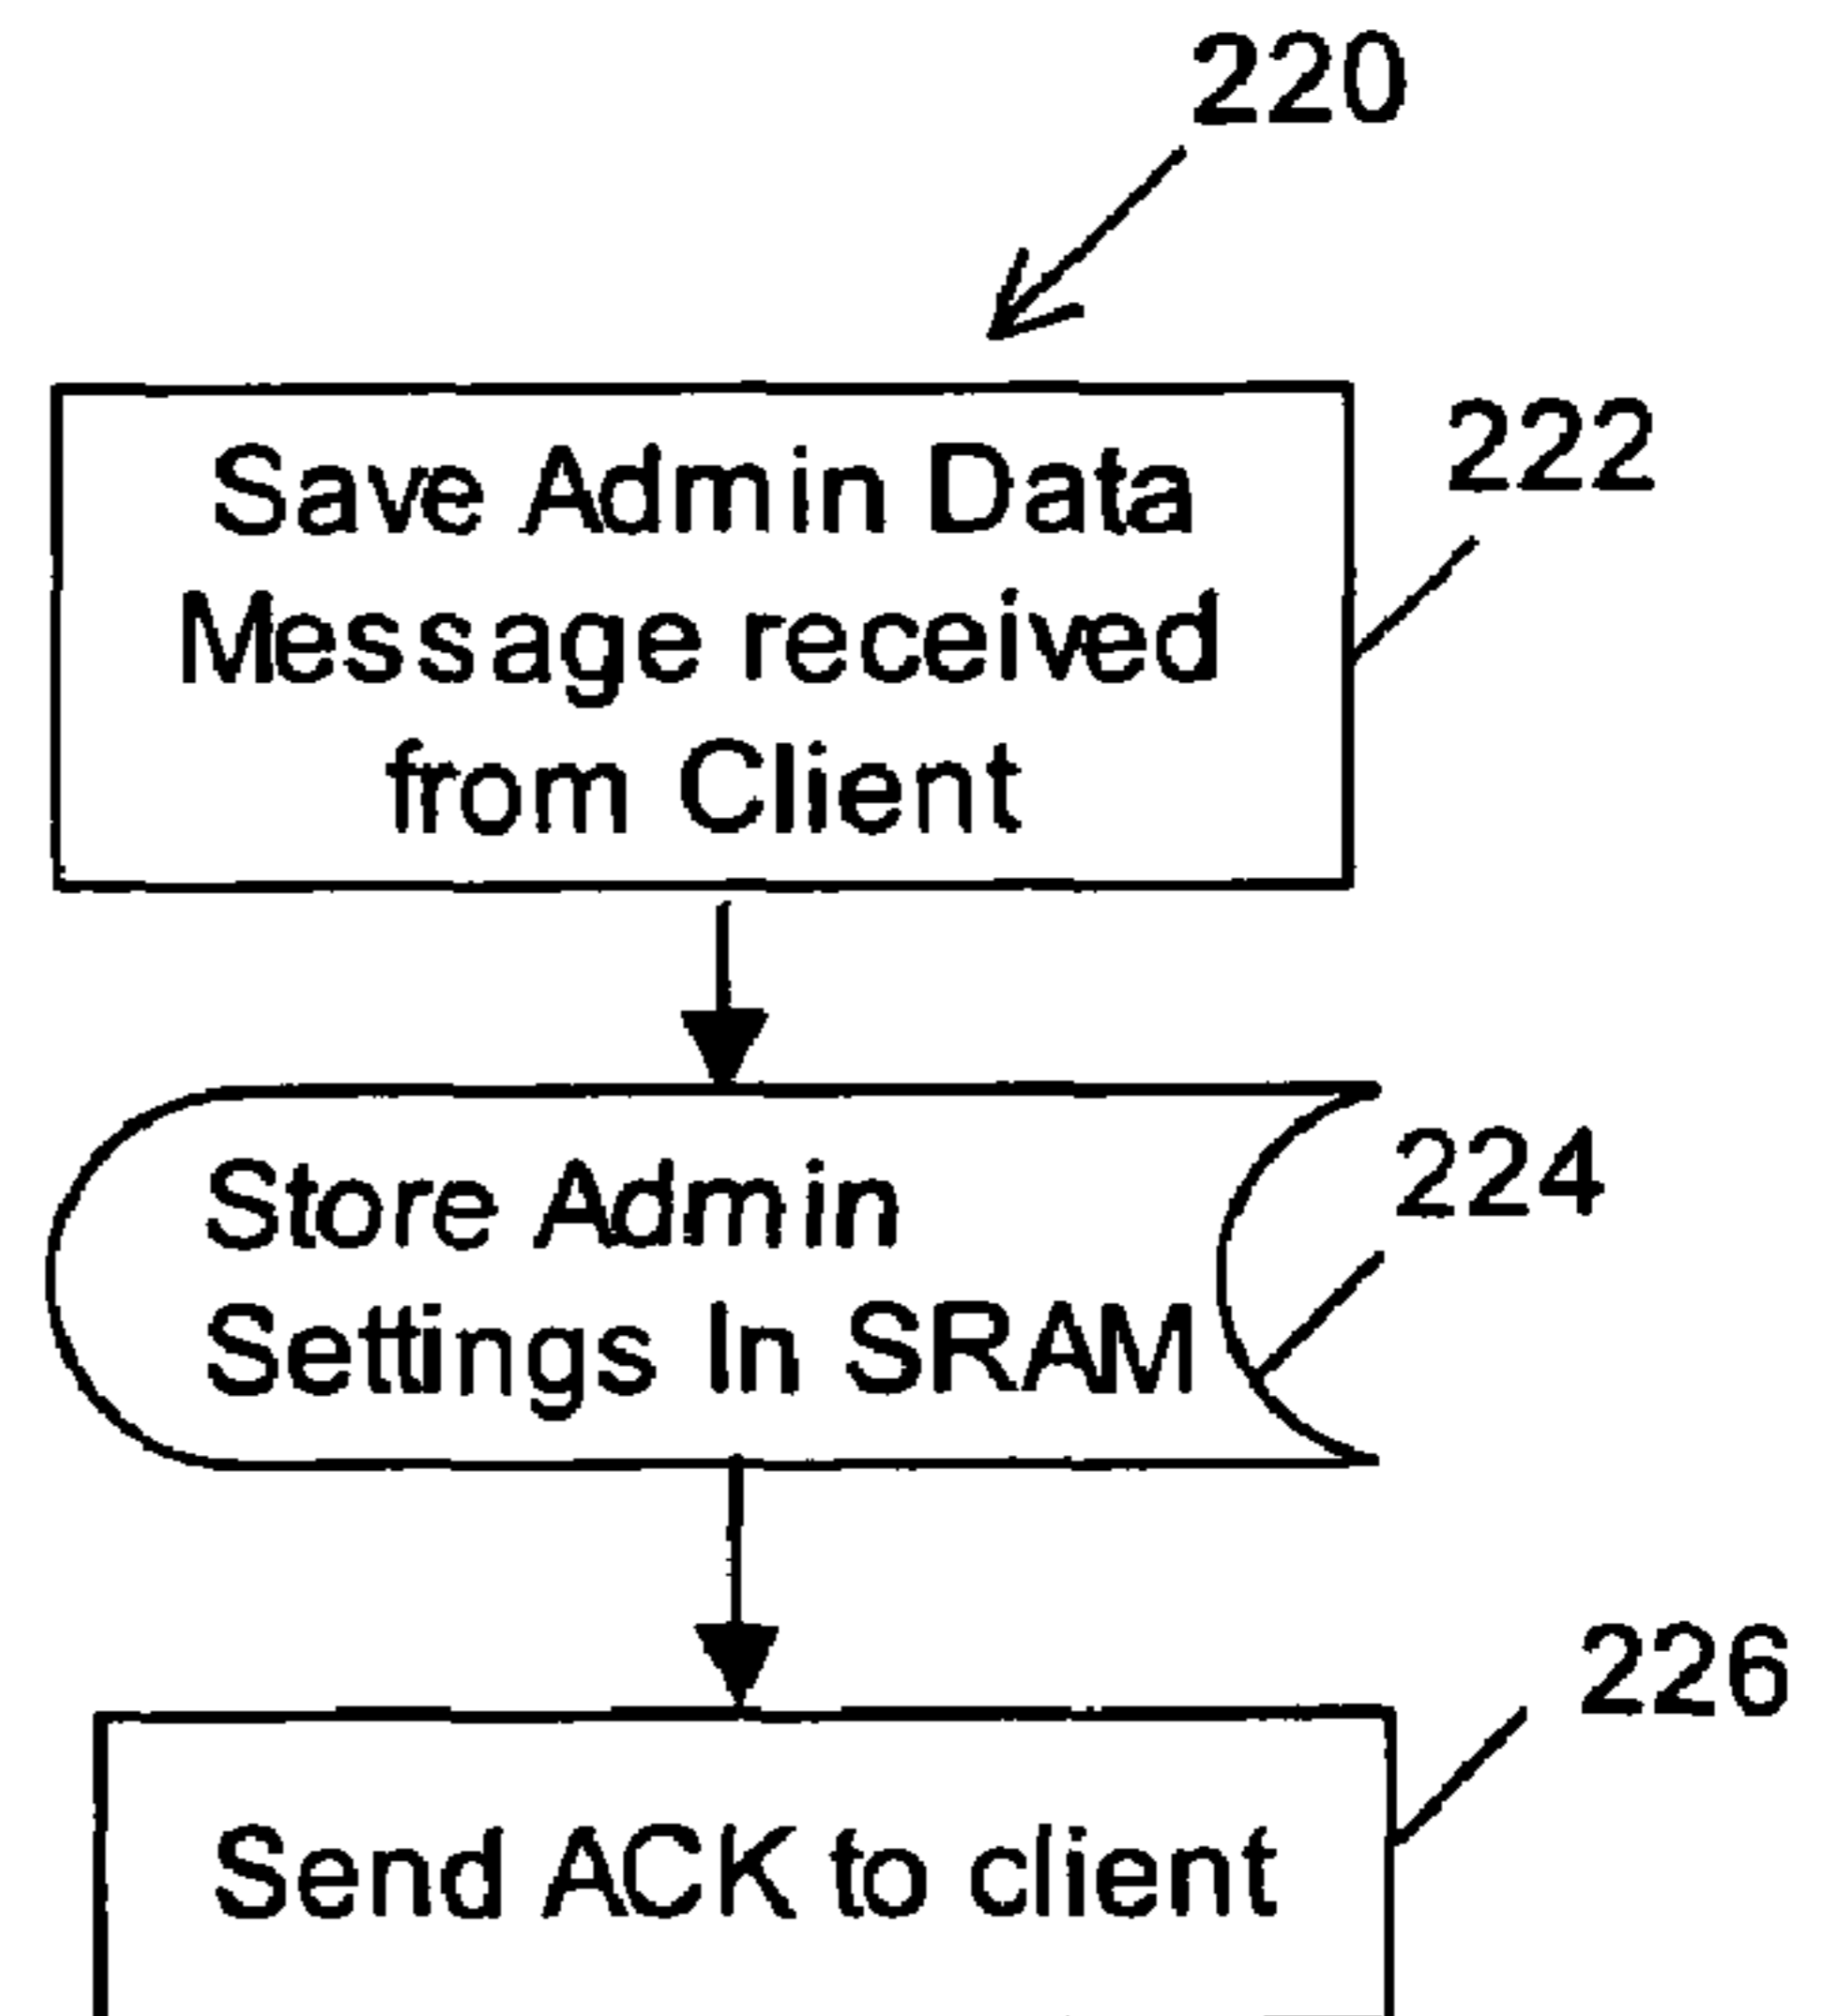 220
Save Admin Data
Message received
from Client
222
Store Admin
Settings In SRAM
224
Send ACK to client
226